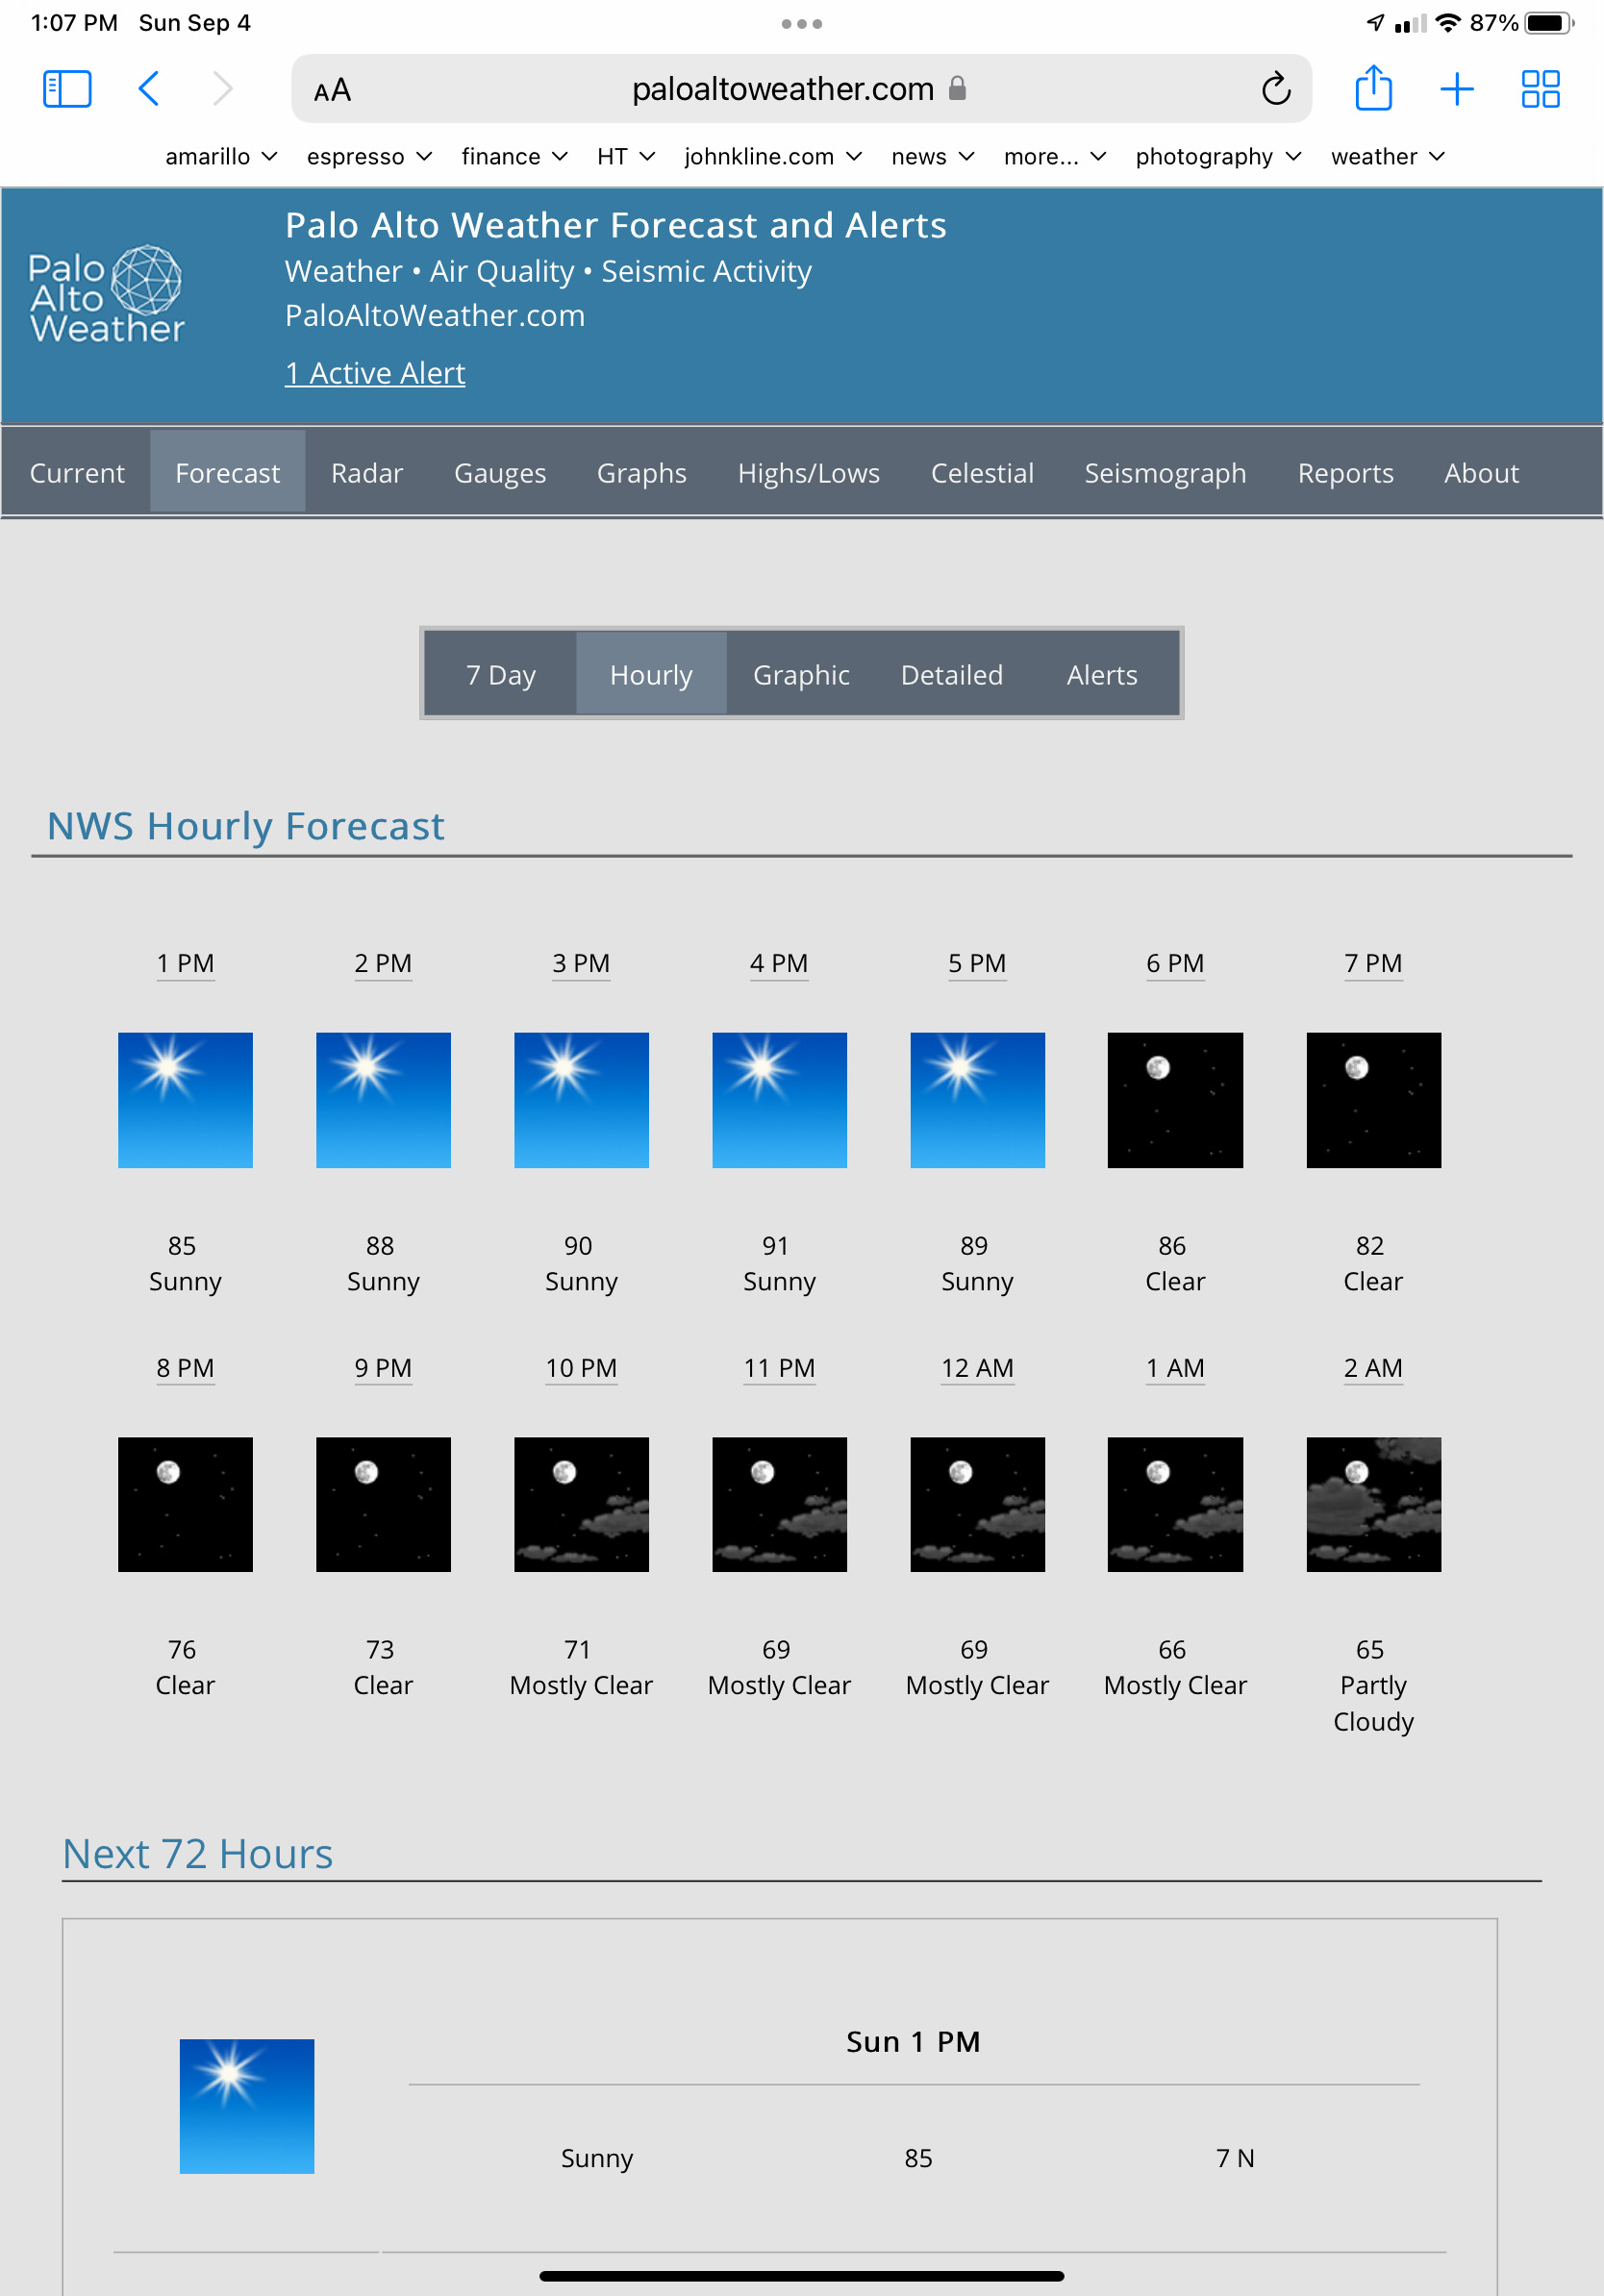 1:07 PM Sun Sep 4
87%
AA
paloaltoweather.com
amarillo espresso finance HT johnkline.com news more... photography weather
Palo
Alto
Weather
Palo Alto Weather Forecast and Alerts
Weather • Air Quality • Seismic Activity
PaloAltoWeather.com
1 Active Alert
Current Forecast Radar Gauges Graphs Highs/Lows Celestial Seismograph Reports About
7 Day Hourly Graphic Detailed Alerts
NWS Hourly Forecast
1 PM 2 PM 3 PM 4 PM 5 PM 6 PM 7 PM
85 88 90 91 89 86 82
Sunny Sunny Sunny Sunny Sunny Clear Clear
8 PM 9 PM 10 PM 11 PM 12 AM 1 AM 2 AM
76 73 71 69 69 66 65
Clear Clear Mostly Clear Mostly Clear Mostly Clear Mostly Clear Partly
Cloudy
Next 72 Hours
Sun 1 PM
Sunny 85 7 N